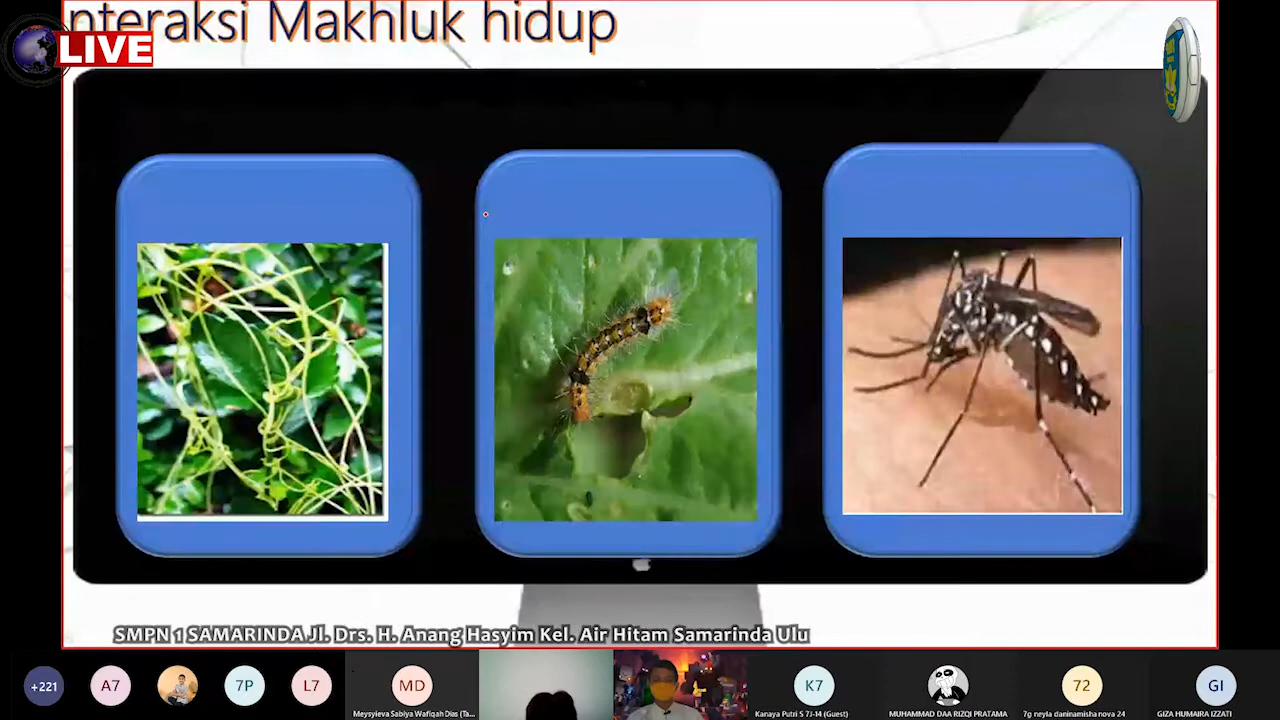 nteraksi Makhluk hidup
LIVE
SMPN 1 SAMARINDA Jl. Drs. H. Anang Hasyim Kel. Air Hitam Samarinda Ulu
+221
A7
7P
L7
MD
Meysyieva Sabiya Wafiqah Dias (Ta...
K7
Kanaya Putri S 7J-14 (Guest)
MUHAMMAD DAA RIZQI PRATAMA
72
7g neyla daninamisha nova 24
GI
GIZA HUMAIRA IZZATI